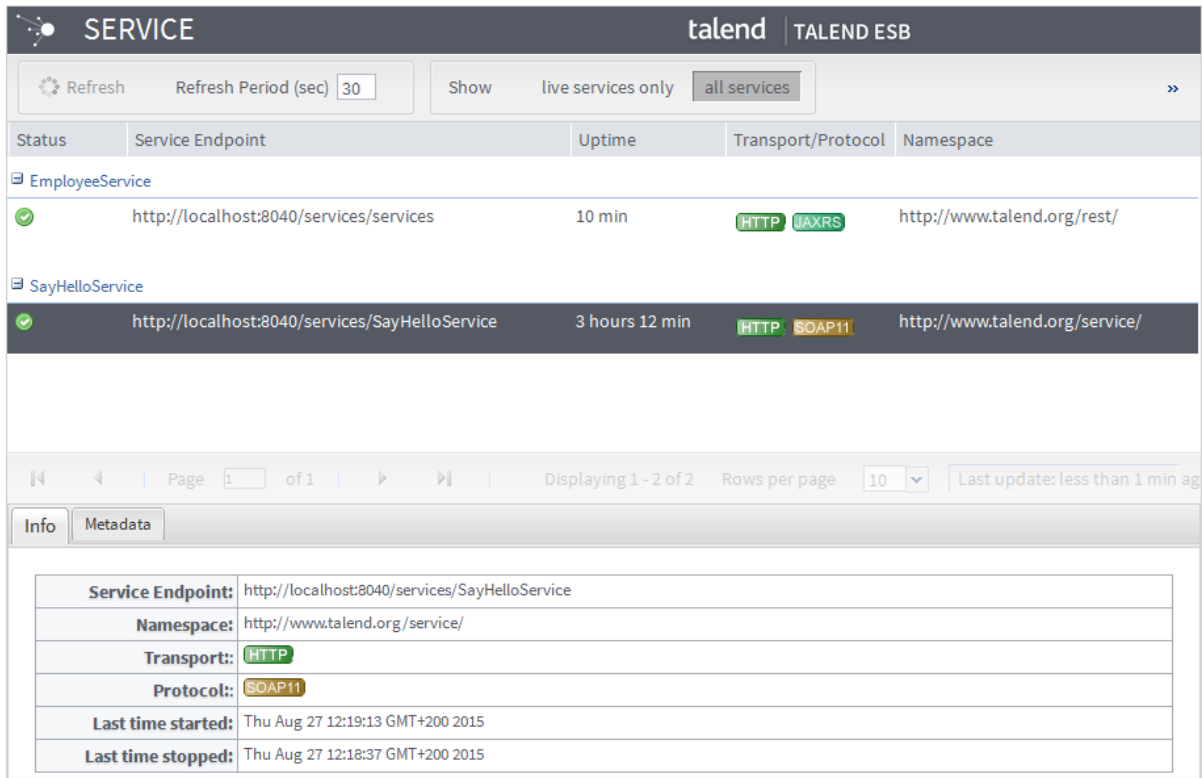 SERVICE talend | TALEND ESB
Refresh Refresh Period (sec) 30 Show live services only all services »
Status Service Endpoint Uptime Transport/Protocol Namespace
EmployeeService
http://localhost:8040/services/services 10 min HTTP JAXRS http://www.talend.org/rest/
SayHelloService
http://localhost:8040/services/SayHelloService 3 hours 12 min HTTP SOAP11 http://www.talend.org/service/
Page 1 of 1 Displaying 1 - 2 of 2 Rows per page 10 Last update: less than 1 min ag
Info Metadata
Service Endpoint: http://localhost:8040/services/SayHelloService
Namespace: http://www.talend.org/service/
Transport:: HTTP
Protocol:: SOAP11
Last time started: Thu Aug 27 12:19:13 GMT+200 2015
Last time stopped: Thu Aug 27 12:18:37 GMT+200 2015